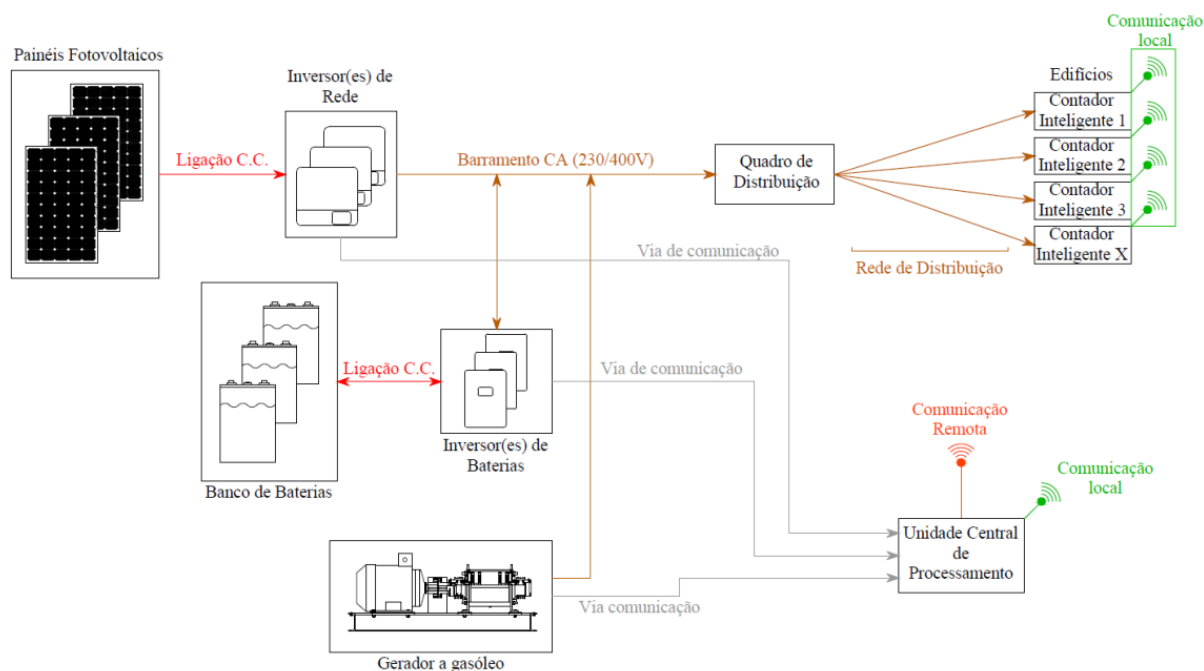 Comunicação
local
Painéis Fotovoltaicos
Inversor(es) de
Rede
Edifícios
Contador
Inteligente 1
Ligação C.C.
Barramento CA (230/400V)
Quadro de
Distribuição
Contador
Inteligente 2
Contador
Inteligente 3
Contador
Inteligente X
Via de comunicação
Rede de Distribuição
Ligação C.C.
Via de comunicação
Inversor(es) de
Baterias
Banco de Baterias
Comunicação
Remota
Comunicação
local
Unidade Central
de
Processamento
Via comunicação
Gerador a gasóleo